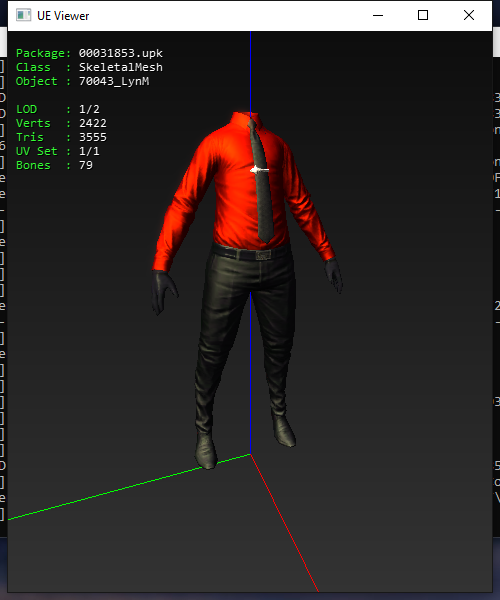 UE Viewer
Package: 00031853.upk
Class  : SkeletalMesh
Object : 70043_LynM
LOD    : 1/2
Verts  : 2422
Tris   : 3555
UV Set : 1/1
Bones  : 79